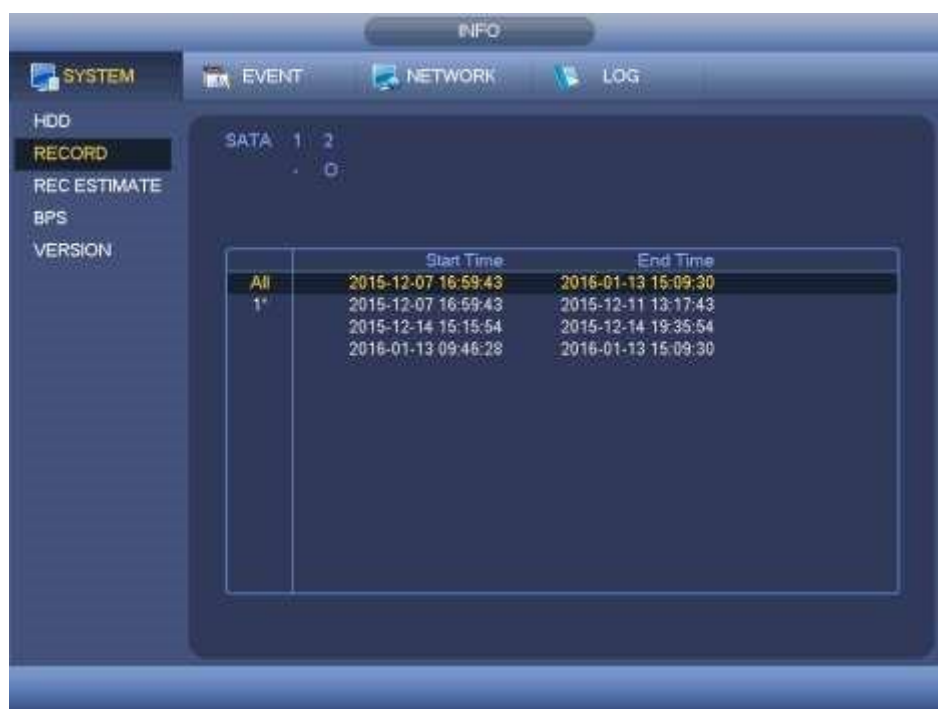 INFO
SYSTEM EVENT NETWORK LOG
HDD
RECORD
REC ESTIMATE
BPS
VERSION
SATA 1 2
- O
Start Time End Time
All 2015-12-07 16:59:43 2016-01-13 15:09:30
1* 2015-12-07 16:59:43 2015-12-11 13:17:43
2015-12-14 15:15:54 2015-12-14 19:35:54
2016-01-13 09:46:28 2016-01-13 15:09:30